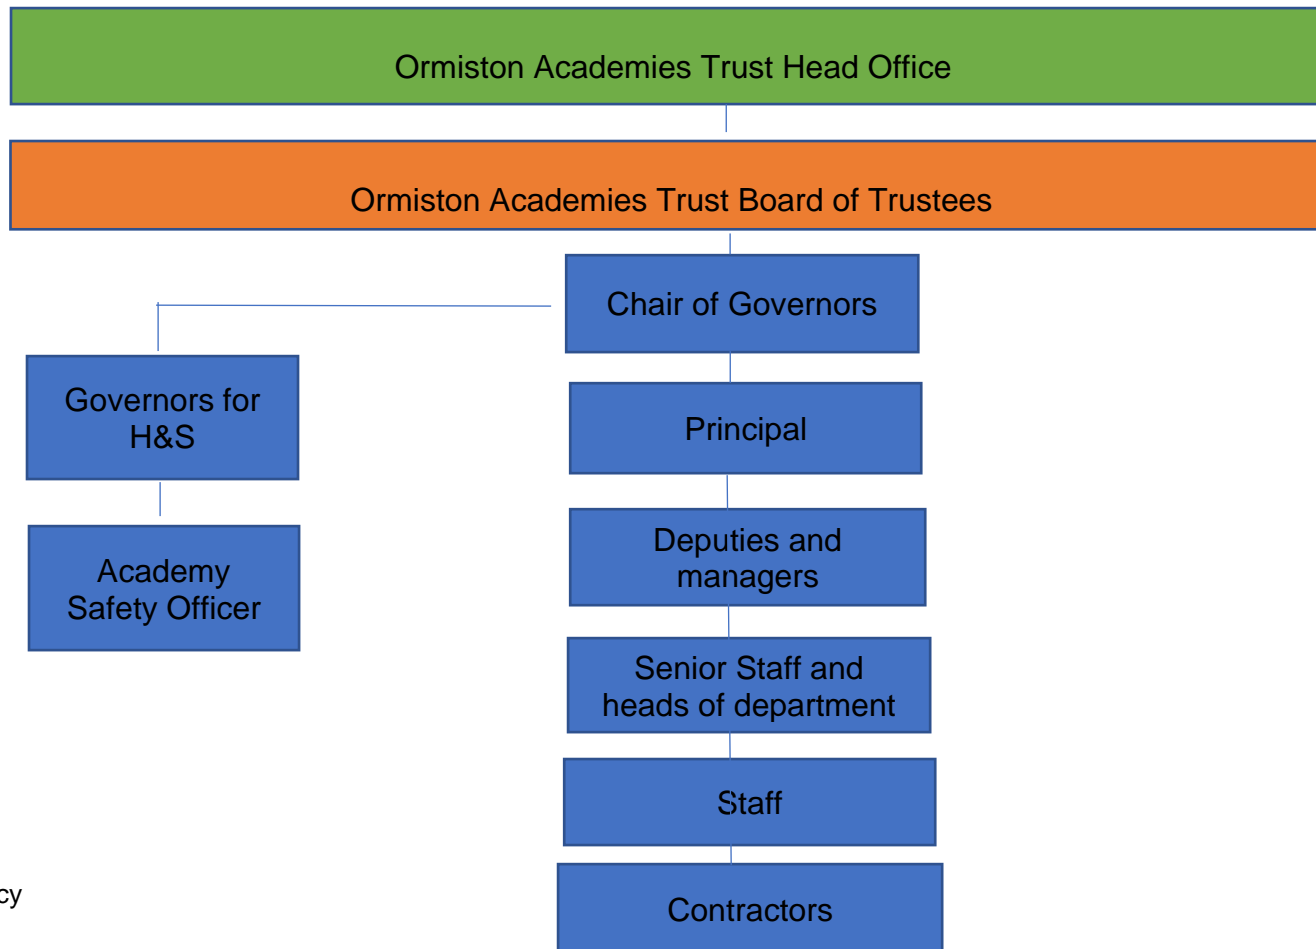 Ormiston Academies Trust Head Office
Ormiston Academies Trust Board of Trustees
Chair of Governors
Governors for
H&S
Principal
Academy
Safety Officer
Deputies and
managers
Senior Staff and
heads of department
Staff
cy
Contractors